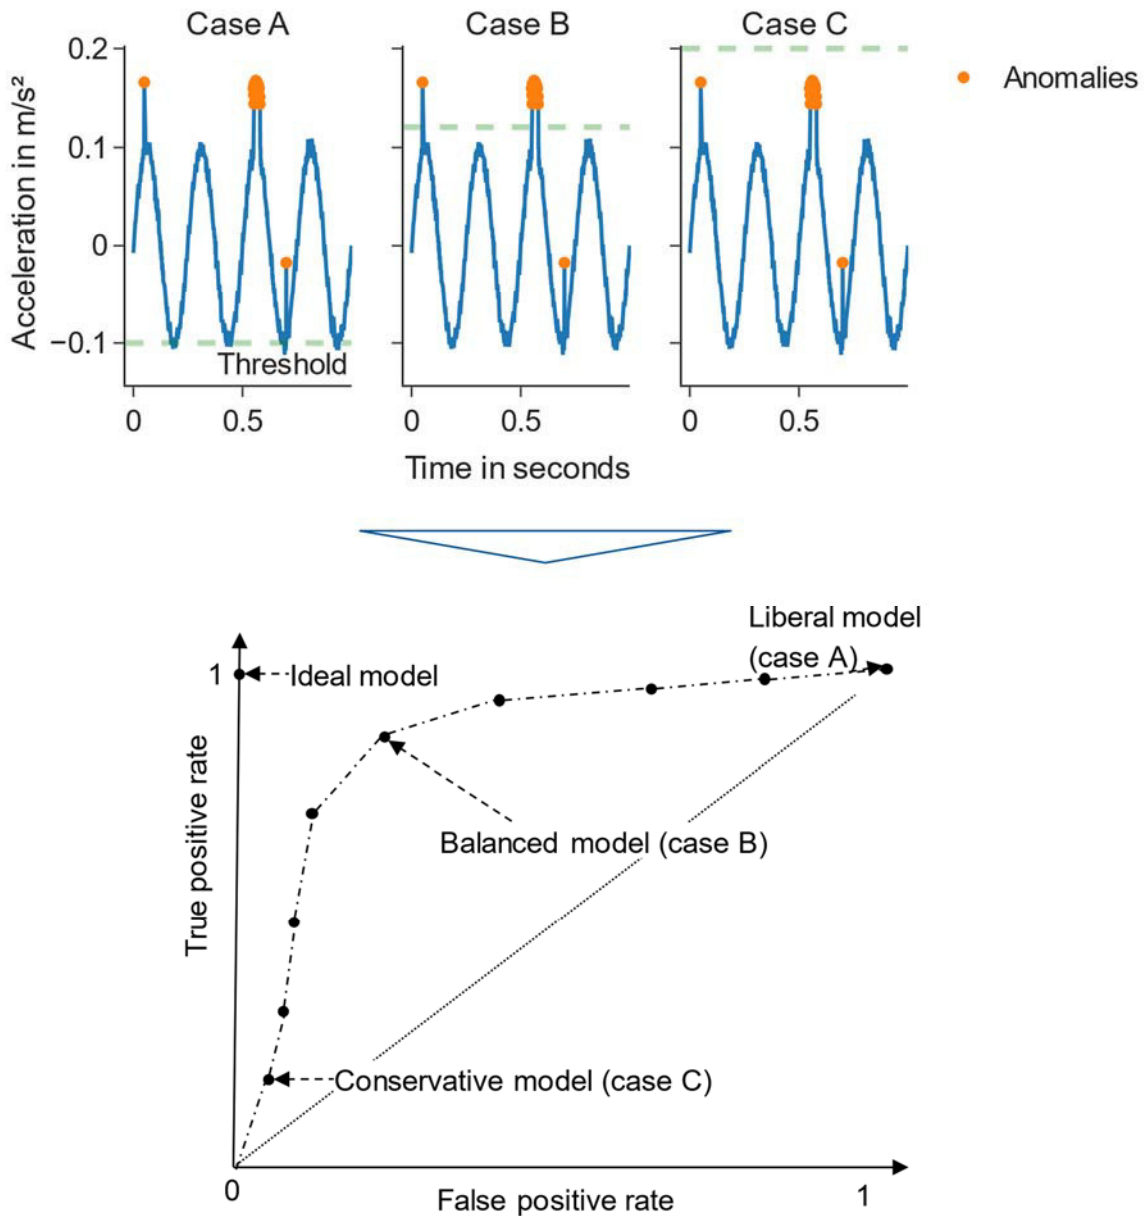 Case A
Case B
Case C
Anomalies
Acceleration in m/s²
0.2
0.1
0
−0.1
Threshold
0
0.5
0
0.5
0
0.5
Time in seconds
Liberal model
(case A)
1
Ideal model
True positive rate
Balanced model (case B)
Conservative model (case C)
0
False positive rate
1